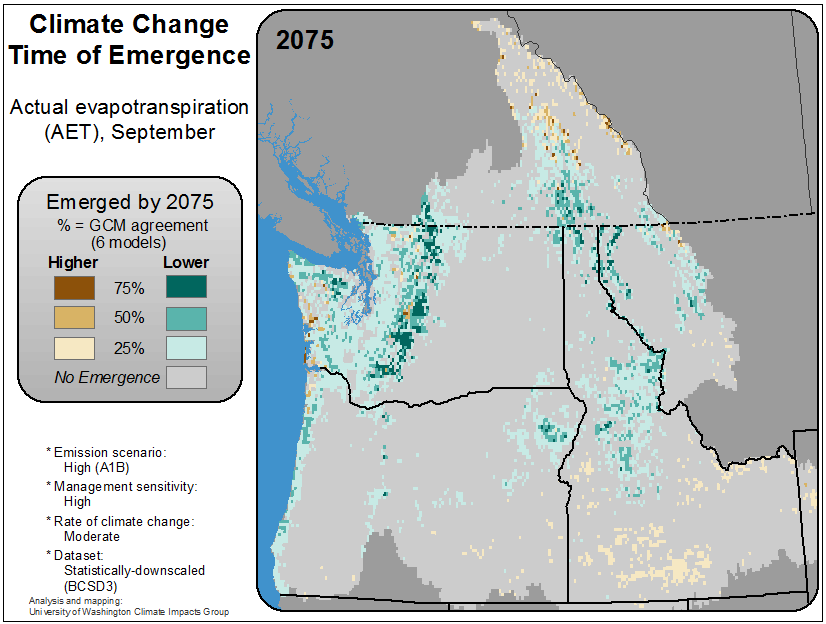 Climate Change
Time of Emergence
Actual evapotranspiration
(AET), September
Emerged by 2075
% = GCM agreement
(6 models)
Higher Lower
75%
50%
25%
No Emergence
* Emission scenario:
High (A1B)
* Management sensitivity:
High
* Rate of climate change:
Moderate
* Dataset:
Statistically-downscaled
(BCSD3)
Analysis and mapping:
University of Washington Climate Impacts Group
2075